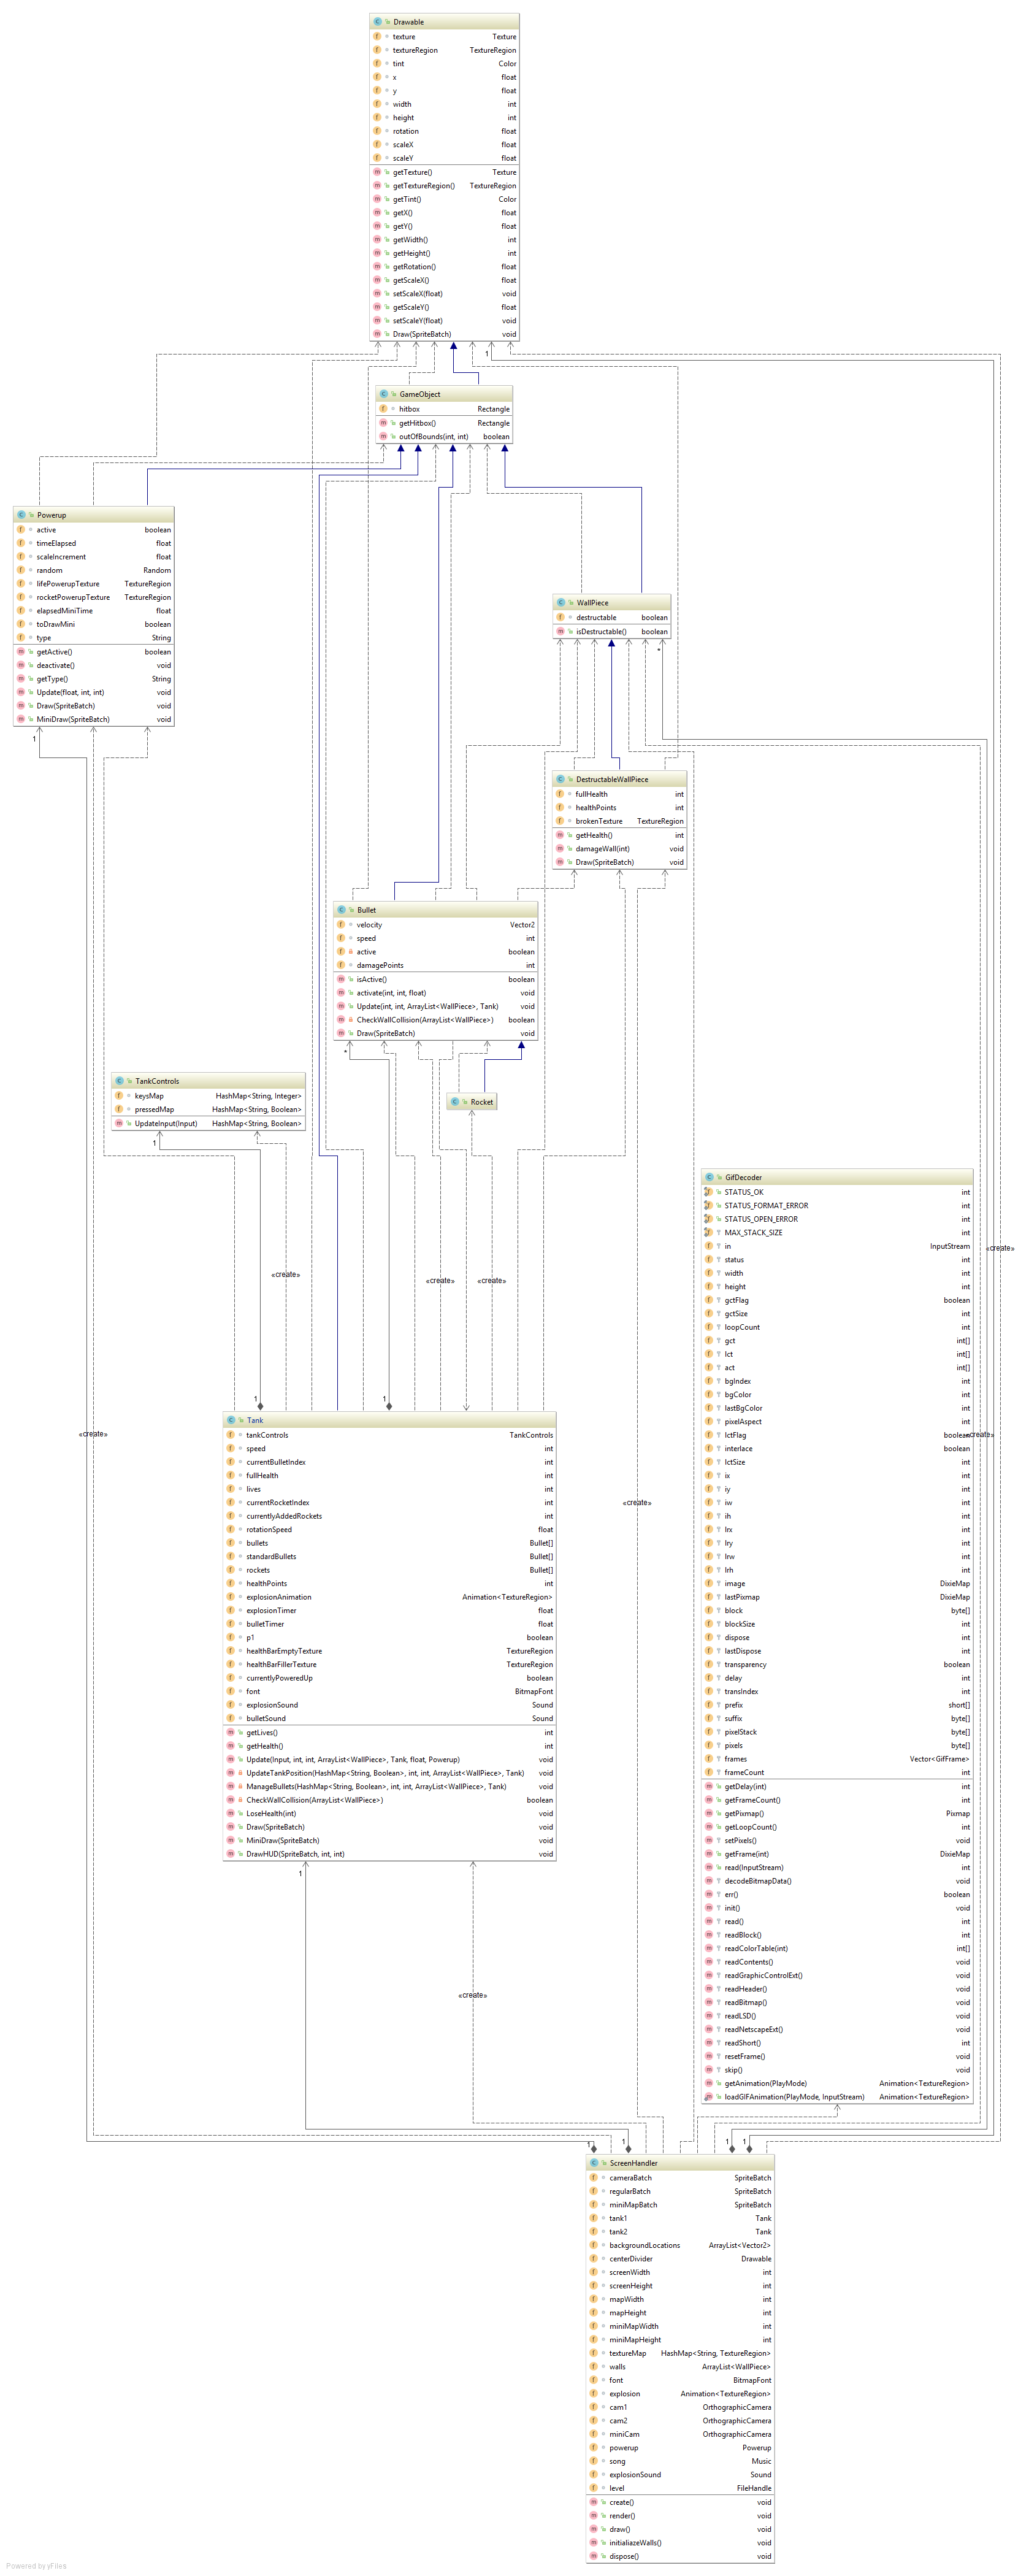 Drawable
texture Texture
textureRegion TextureRegion
tint Color
x float
y float
width int
height int
rotation float
scaleX float
scaleY float
getTexture() Texture
getTextureRegion() TextureRegion
getTint() Color
getX() float
getY() float
getWidth() int
getHeight() int
getRotation() float
getScaleX() float
setScaleX(float) void
getScaleY() float
setScaleY(float) void
Draw(SpriteBatch) void
1
GameObject
hitbox Rectangle
getHitbox() Rectangle
outOfBounds(int, int) boolean
Powerup
active boolean
timeElapsed float
scaleIncrement float
random Random
lifePowerupTexture TextureRegion
rocketPowerupTexture TextureRegion
elapsedMiniTime float
toDrawMini boolean
type String
getActive() boolean
deactivate() void
getType() String
Update(float, int, int) void
Draw(SpriteBatch) void
MiniDraw(SpriteBatch) void
1
WallPiece
destructable boolean
isDestructable() boolean
*
DestructableWallPiece
fullHealth int
healthPoints int
brokenTexture TextureRegion
getHealth() int
damageWall(int) void
Draw(SpriteBatch) void
Bullet
velocity Vector2
speed int
active boolean
damagePoints int
isActive() boolean
activate(int, int, float) void
Update(int, int, ArrayList<WallPiece>, Tank) void
CheckWallCollision(ArrayList<WallPiece>) boolean
Draw(SpriteBatch) void
*
Rocket
TankControls
keysMap HashMap<String, Integer>
pressedMap HashMap<String, Boolean>
UpdateInput(Input) HashMap<String, Boolean>
1
GifDecoder
STATUS_OK int
STATUS_FORMAT_ERROR int
STATUS_OPEN_ERROR int
MAX_STACK_SIZE int
in InputStream
status int
width int
height int
gctFlag boolean
gctSize int
loopCount int
gct int[]
lct int[]
act int[]
bgIndex int
bgColor int
lastBgColor int
pixelAspect int
lctFlag boolean
interlace boolean
lctSize int
ix int
iy int
iw int
ih int
lrx int
lry int
lrw int
lrh int
image DixieMap
lastPixmap DixieMap
block byte[]
blockSize int
dispose int
lastDispose int
transparency boolean
delay int
transIndex int
prefix short[]
suffix byte[]
pixelStack byte[]
pixels byte[]
frames Vector<GifFrame>
frameCount int
getDelay(int) int
getFrameCount() int
getPixmap() Pixmap
getLoopCount() int
setPixels() void
getFrame(int) DixieMap
read(InputStream) int
decodeBitmapData() void
err() boolean
init() void
read() int
readBlock() int
readColorTable(int) int[]
readContents() void
readGraphicControlExt() void
readHeader() void
readBitmap() void
readLSD() void
readNetscapeExt() void
readShort() int
resetFrame() void
skip() void
getAnimation(PlayMode) Animation<TextureRegion>
loadGIFAnimation(PlayMode, InputStream) Animation<TextureRegion>
«create»
«create»
«create»
«create»
«create»
«create»
«create»
«create»
1
1
Tank
tankControls TankControls
speed int
currentBulletIndex int
fullHealth int
lives int
currentRocketIndex int
currentlyAddedRockets int
rotationSpeed float
bullets Bullet[]
standardBullets Bullet[]
rockets Bullet[]
healthPoints int
explosionAnimation Animation<TextureRegion>
explosionTimer float
bulletTimer float
p1 boolean
healthBarEmptyTexture TextureRegion
healthBarFillerTexture TextureRegion
currentlyPoweredUp boolean
font BitmapFont
explosionSound Sound
bulletSound Sound
getLives() int
getHealth() int
Update(Input, int, int, ArrayList<WallPiece>, Tank, float, Powerup) void
UpdateTankPosition(HashMap<String, Boolean>, int, int, ArrayList<WallPiece>, Tank) void
ManageBullets(HashMap<String, Boolean>, int, int, ArrayList<WallPiece>, Tank) void
CheckWallCollision(ArrayList<WallPiece>) boolean
LoseHealth(int) void
Draw(SpriteBatch) void
MiniDraw(SpriteBatch) void
DrawHUD(SpriteBatch, int, int) void
1
«create»
1
1
1
1
ScreenHandler
cameraBatch SpriteBatch
regularBatch SpriteBatch
miniMapBatch SpriteBatch
tank1 Tank
tank2 Tank
backgroundLocations ArrayList<Vector2>
centerDivider Drawable
screenWidth int
screenHeight int
mapWidth int
mapHeight int
miniMapWidth int
miniMapHeight int
textureMap HashMap<String, TextureRegion>
walls ArrayList<WallPiece>
font BitmapFont
explosion Animation<TextureRegion>
cam1 OrthographicCamera
cam2 OrthographicCamera
miniCam OrthographicCamera
powerup Powerup
song Music
explosionSound Sound
level FileHandle
create() void
render() void
draw() void
initialiazeWalls() void
dispose() void
Powered by yFiles